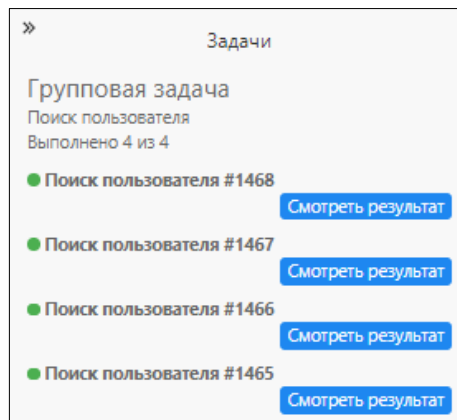 »
Задачи
Групповая задача
Поиск пользователя
Выполнено 4 из 4
Поиск пользователя #1468
Смотреть результат
Поиск пользователя #1467
Смотреть результат
Поиск пользователя #1466
Смотреть результат
Поиск пользователя #1465
Смотреть результат